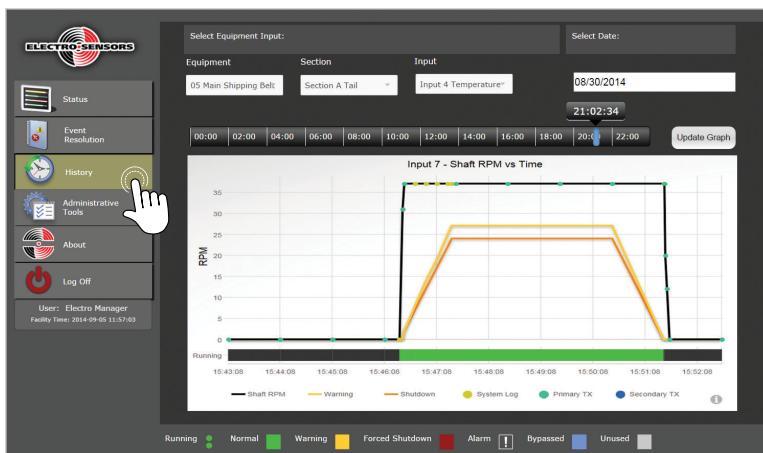 ELECTRO-SENSORS
Select Equipment Input:
Select Date:
Equipment
Section
Input
05 Main Shipping Belt
Section A Tail
Input 4 Temperature
08/30/2014
21:02:34
00:00 02:00 04:00 06:00 08:00 10:00 12:00 14:00 16:00 18:00 20:0 22:00
Update Graph
Status
Event
Resolution
History
Administrative
Tools
About
Log Off
User: Electro Manager
Facility Time: 2014-09-05 11:57:03
Input 7 - Shaft RPM vs Time
RPM
35
30
25
20
15
10
5
0
Running
15:43:08 15:44:08 15:45:08 15:46:08 15:47:08 15:48:08 15:49:08 15:50:08 15:51:08 15:52:08
Shaft RPM Warning Shutdown System Log Primary TX Secondary TX
i
Running Normal Warning Forced Shutdown Alarm ! Bypassed Unused